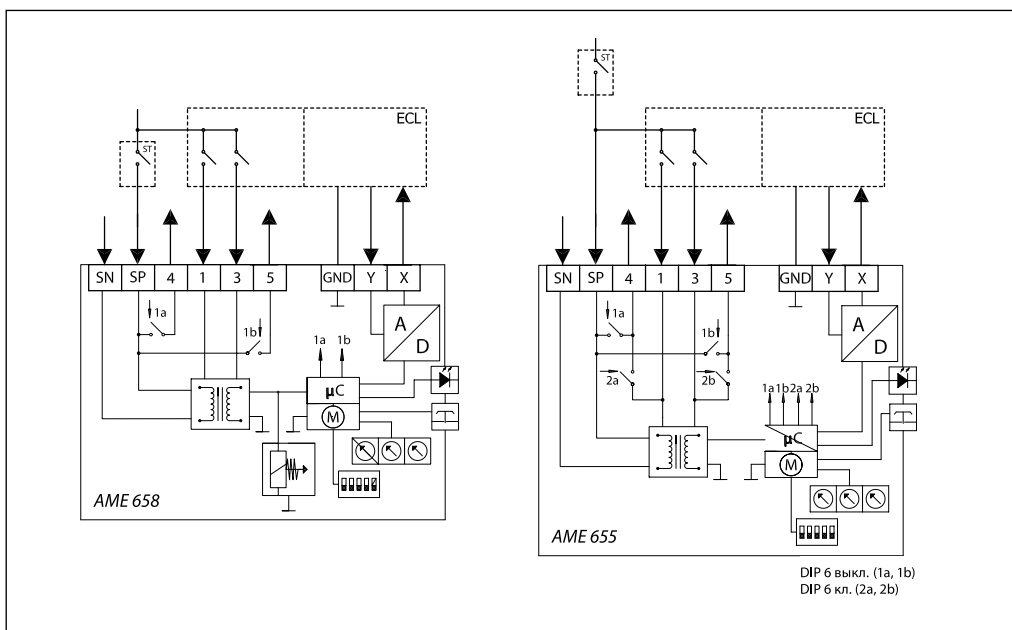 ST
ECL
SN SP 4 1 3 5 GND Y X
1a
1b
A
D
1a 1b
µC
M
AME 658
ST
ECL
SN SP 4 1 3 5 GND Y X
1a
1b
A
D
2a
2b
1a 1b 2a 2b
µC
M
AME 655
DIP 6 выкл. (1a, 1b)
DIP 6 кл. (2a, 2b)